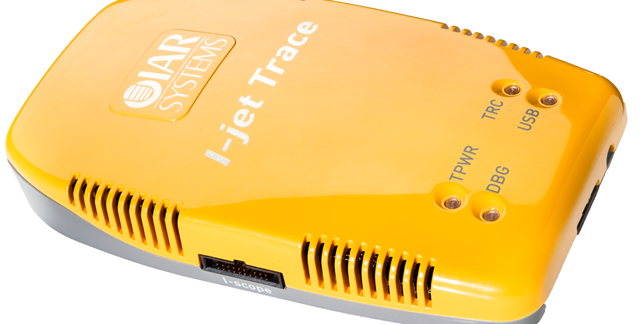 IAR
SYSTEMS
I-jet Trace
TRC
USB
TPWR
DBG
I-scope